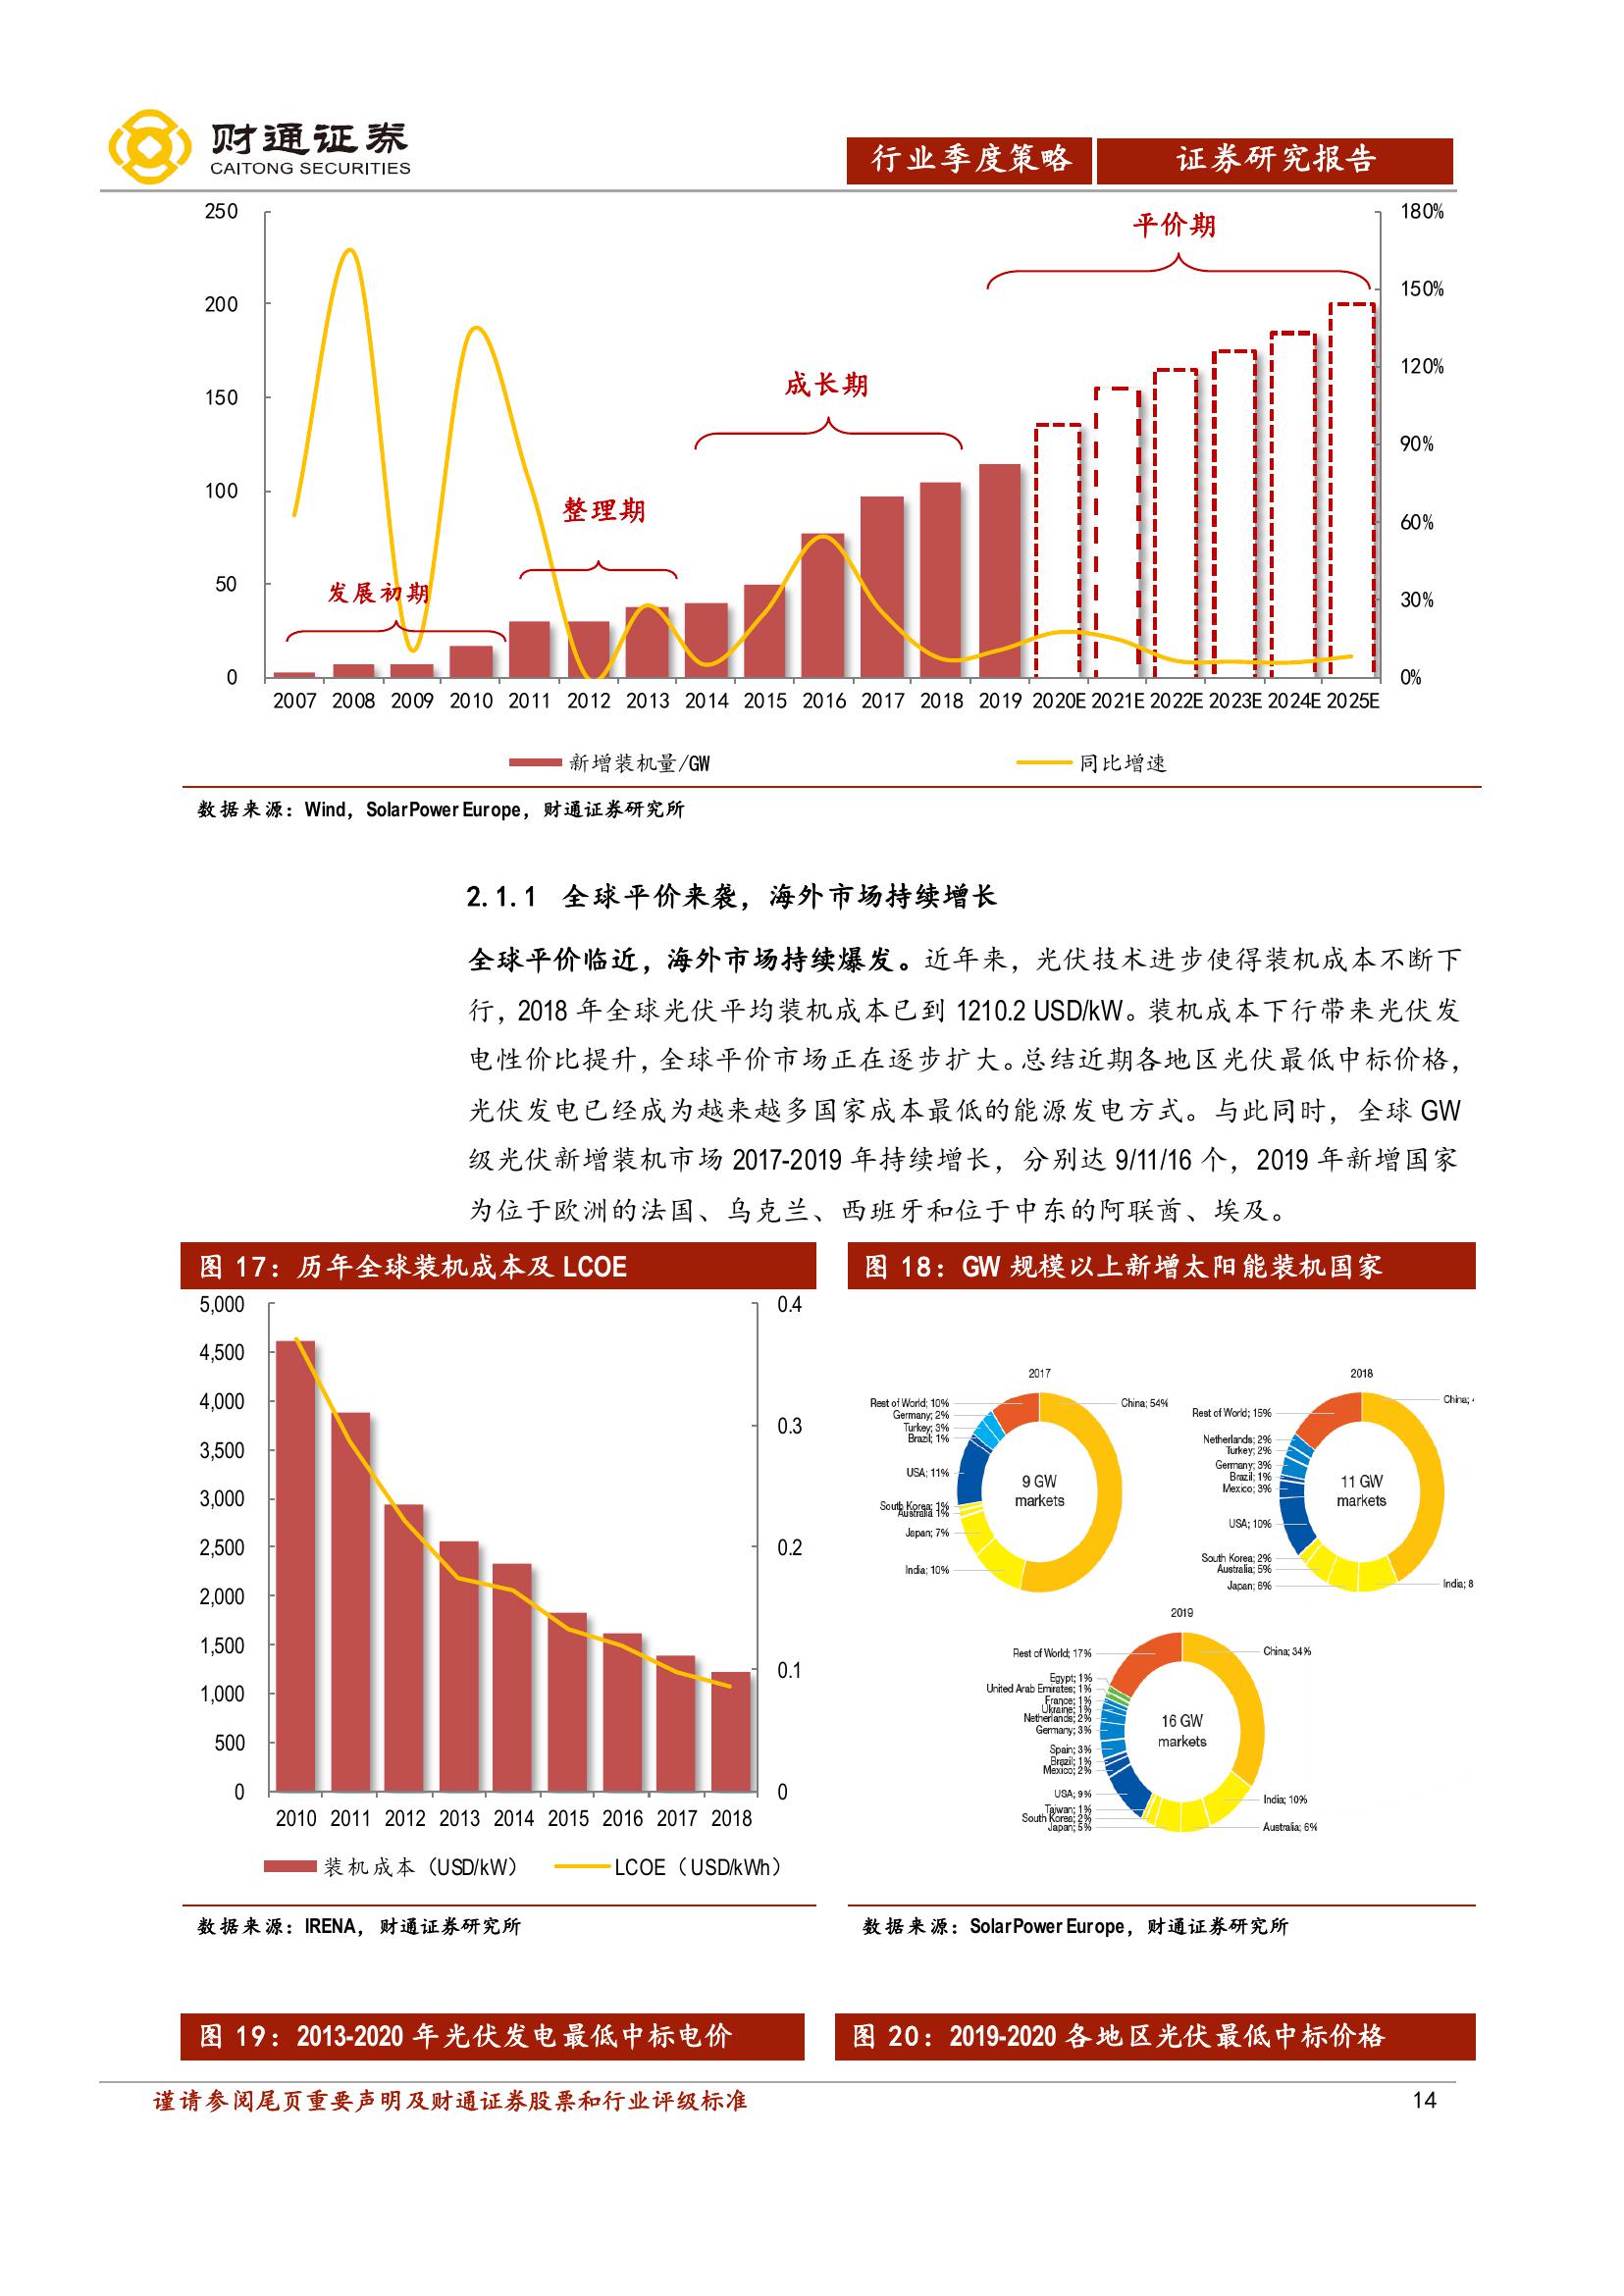 财通证券
CAITONG SECURITIES
行业季度策略 证券研究报告
250
200
150
100
50
0
180%
150%
120%
90%
60%
30%
0%
发展初期
整理期
成长期
平价期
2007 2008 2009 2010 2011 2012 2013 2014 2015 2016 2017 2018 2019 2020E 2021E 2022E 2023E 2024E 2025E
新增装机量/GW 同比增速
数据来源：Wind，SolarPower Europe，财通证券研究所
2.1.1 全球平价来袭，海外市场持续增长
全球平价临近，海外市场持续爆发。近年来，光伏技术进步使得装机成本不断下
行，2018 年全球光伏平均装机成本已到 1210.2 USD/kW。装机成本下行带来光伏发
电性价比提升，全球平价市场正在逐步扩大。总结近期各地区光伏最低中标价格，
光伏发电已经成为越来越多国家成本最低的能源发电方式。与此同时，全球 GW
级光伏新增装机市场 2017-2019 年持续增长，分别达 9/11/16 个，2019 年新增国家
为位于欧洲的法国、乌克兰、西班牙和位于中东的阿联酋、埃及。
图 17：历年全球装机成本及 LCOE
5,000
4,500
4,000
3,500
3,000
2,500
2,000
1,500
1,000
500
0
0.4
0.3
0.2
0.1
0
2010 2011 2012 2013 2014 2015 2016 2017 2018
装机成本（USD/kW） LCOE（USD/kWh）
数据来源：IRENA，财通证券研究所
图 18：GW 规模以上新增太阳能装机国家
2017
Rest of World; 10%
Germany; 2%
Turkey; 3%
Brazil; 1%
USA; 11%
South Korea; 1%
Australia 1%
Japan; 7%
India; 10%
China; 54%
9 GW
markets
2018
Rest of World; 15%
Netherlands; 2%
Turkey; 2%
Germany; 3%
Brazil; 1%
Mexico; 3%
USA; 10%
South Korea; 2%
Australia; 5%
Japan; 6%
China;
India; 8
11 GW
markets
2019
Rest of World; 17%
Egypt; 1%
United Arab Emirates; 1%
France; 1%
Ukraine; 1%
Netherlands; 2%
Germany; 3%
Spain; 3%
Brazil; 1%
Mexico; 2%
USA; 9%
Taiwan; 1%
South Korea; 2%
Japan; 5%
China; 34%
India; 10%
Australia; 6%
16 GW
markets
数据来源：SolarPower Europe，财通证券研究所
图 19：2013-2020 年光伏发电最低中标电价
图 20：2019-2020 各地区光伏最低中标价格
谨请参阅尾页重要声明及财通证券股票和行业评级标准
14